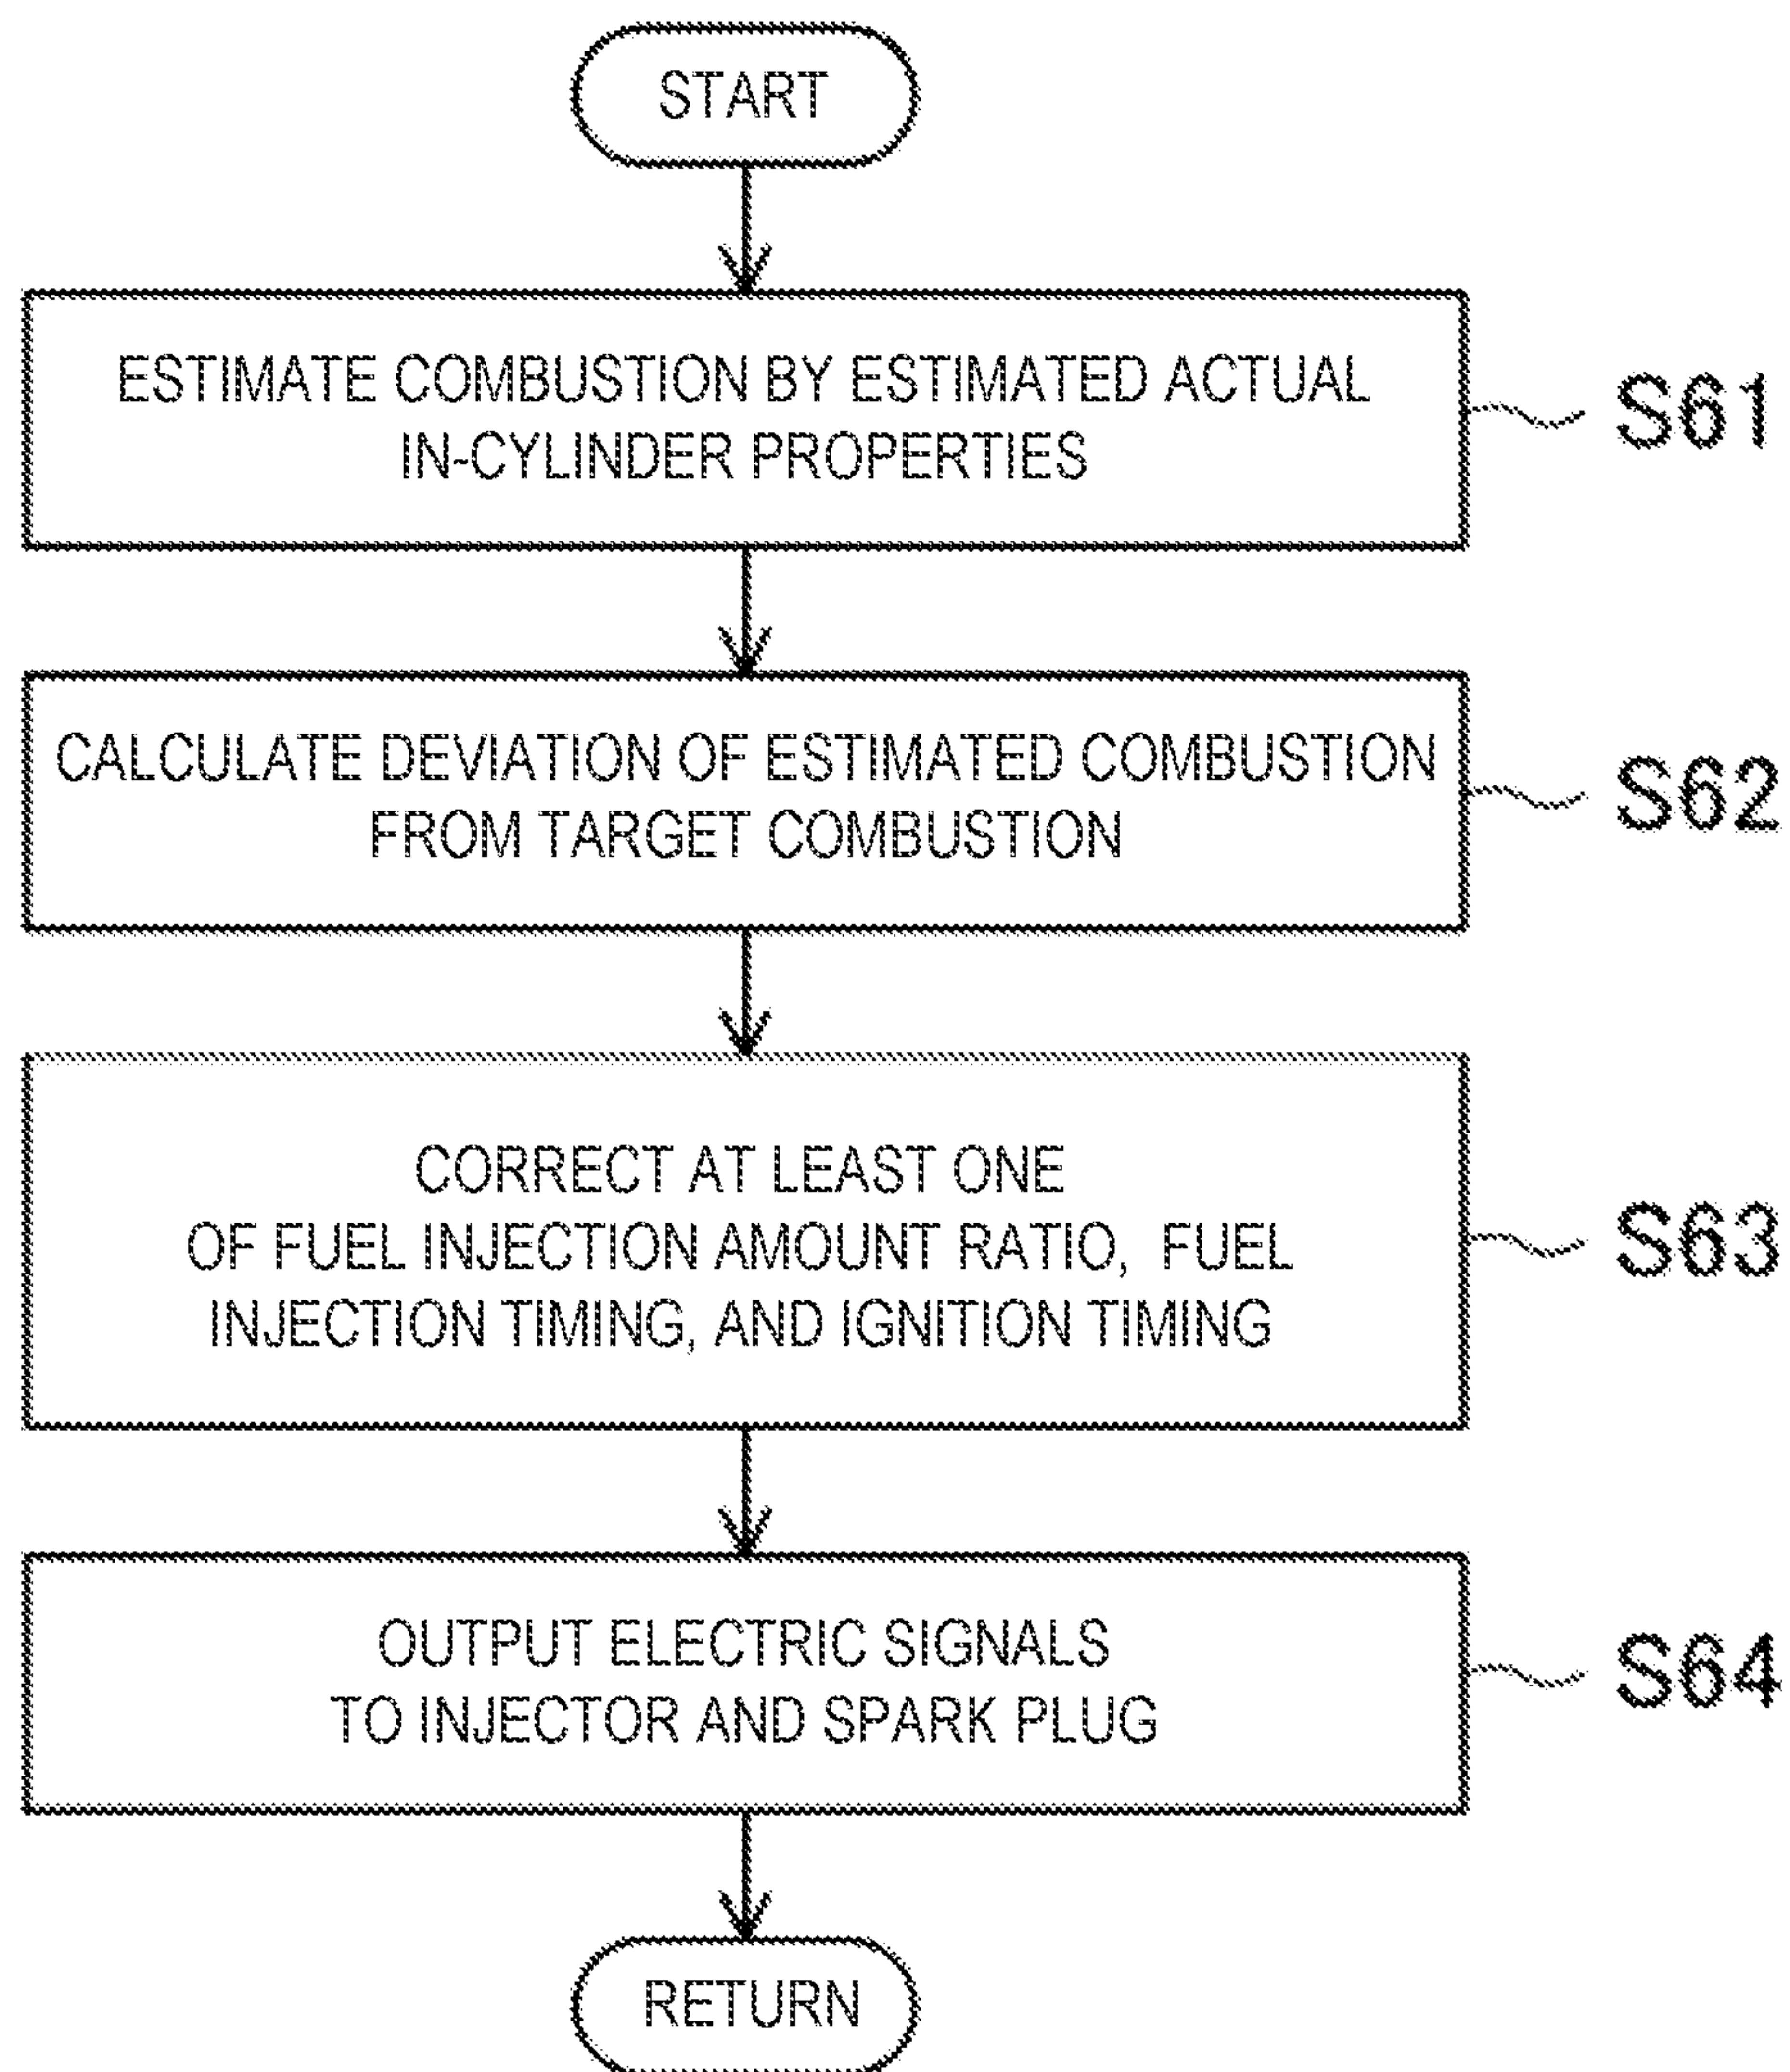 START
ESTIMATE COMBUSTION BY ESTIMATED ACTUAL
IN-CYLINDER PROPERTIES
S61
CALCULATE DEVIATION OF ESTIMATED COMBUSTION
FROM TARGET COMBUSTION
S62
CORRECT AT LEAST ONE
OF FUEL INJECTION AMOUNT RATIO, FUEL
INJECTION TIMING, AND IGNITION TIMING
S63
OUTPUT ELECTRIC SIGNALS
TO INJECTOR AND SPARK PLUG
S64
RETURN